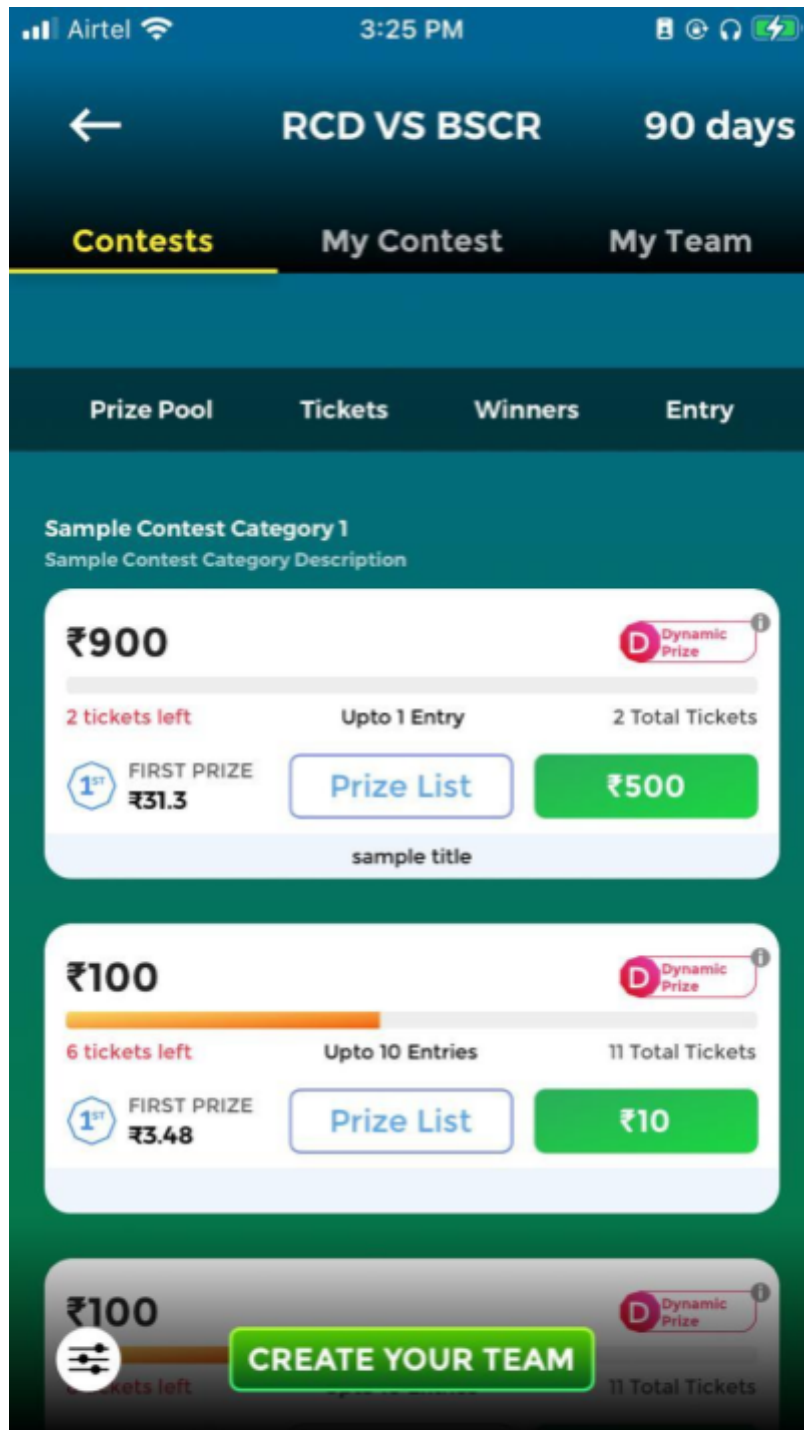 Airtel 3:25 PM
RCD VS BSCR 90 days
Contests My Contest My Team
Prize Pool Tickets Winners Entry
Sample Contest Category 1
Sample Contest Category Description
₹900 D Dynamic Prize
2 tickets left Upto 1 Entry 2 Total Tickets
1ST FIRST PRIZE ₹31.3 Prize List ₹500
sample title
₹100 D Dynamic Prize
6 tickets left Upto 10 Entries 11 Total Tickets
1ST FIRST PRIZE ₹3.48 Prize List ₹10
₹100 D Dynamic Prize
CREATE YOUR TEAM
tickets left 11 Total Tickets